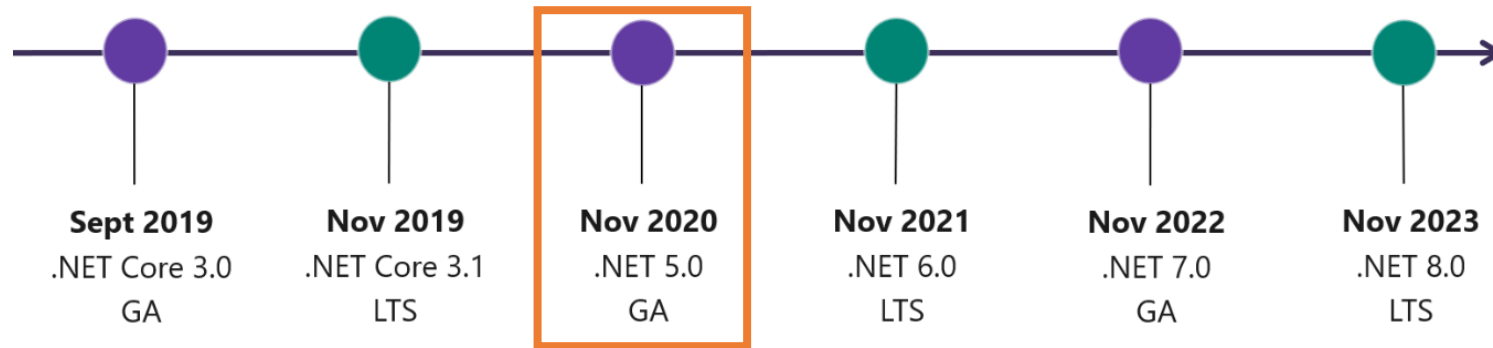 Sept 2019
.NET Core 3.0
GA
Nov 2019
.NET Core 3.1
LTS
Nov 2020
.NET 5.0
GA
Nov 2021
.NET 6.0
LTS
Nov 2022
.NET 7.0
GA
Nov 2023
.NET 8.0
LTS